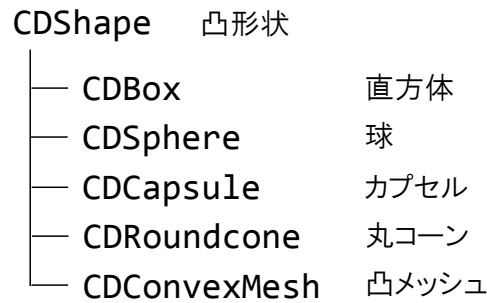 CDShape 凸形状
CDBox 直方体
CDSphere 球
CDCapsule カプセル
CDRoundcone 丸コーン
CDConvexMesh 凸メッシュ